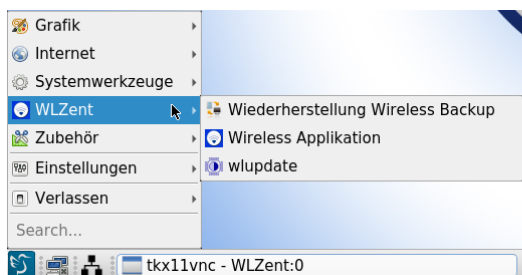 Grafik
Internet
Systemwerkzeuge
WLZent
Zubehör
Einstellungen
Verlassen
Search...
Wiederherstellung Wireless Backup
Wireless Applikation
wlupdate
tkx11vnc - WLZent:0